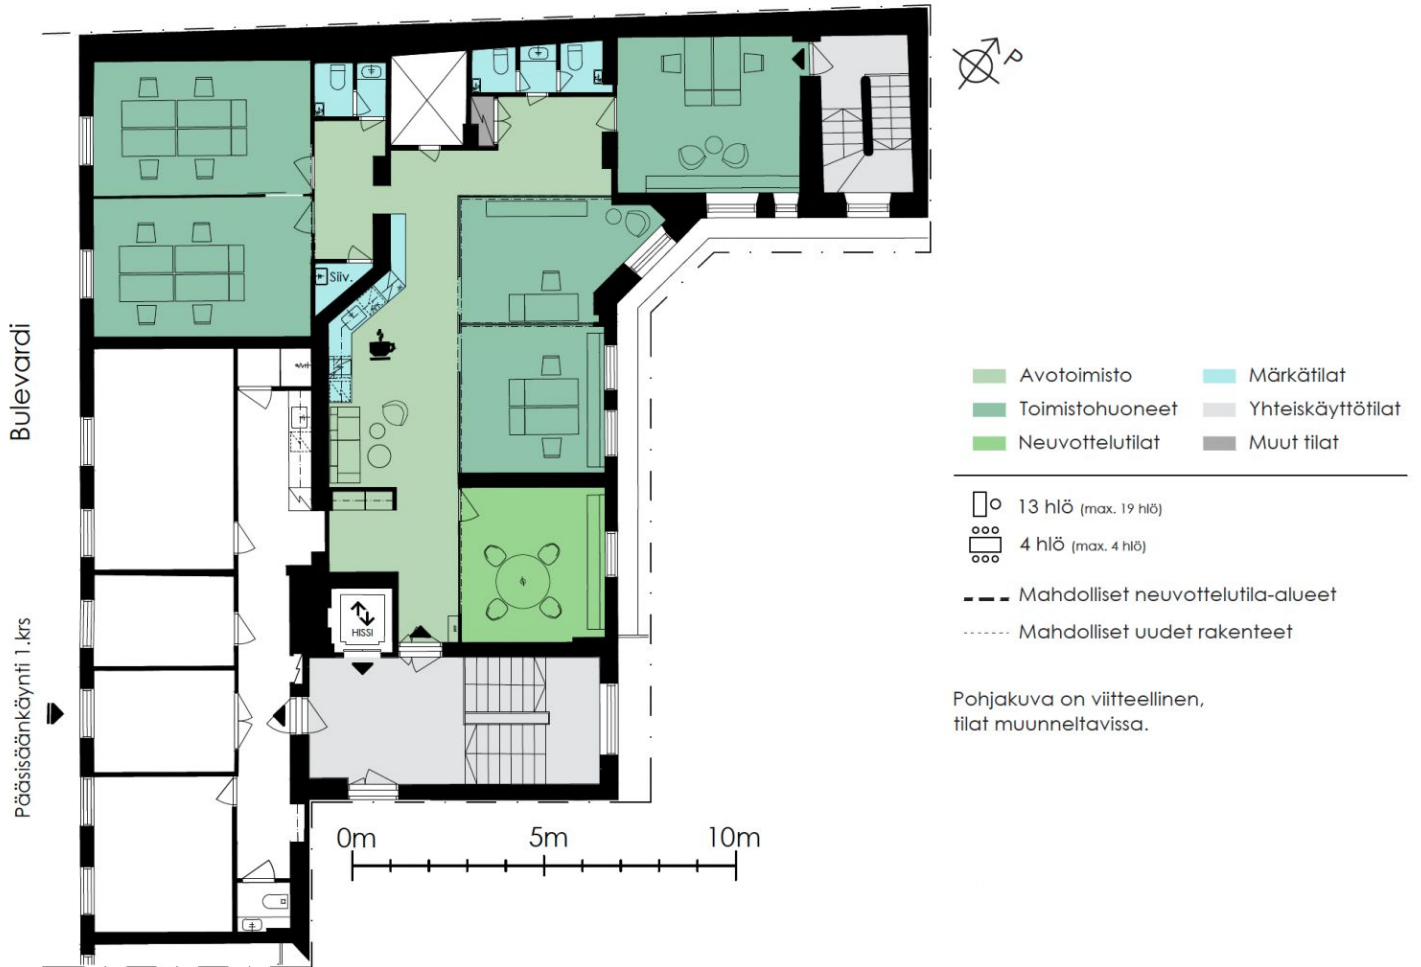 P
Siiv.
Bulevardi
Pääsisäänkäynti 1.krs
HISSI
Avotoimisto
Toimistohuoneet
Neuvottelutilat
Märkätilat
Yhteiskäyttötilat
Muut tilat
13 hlö (max. 19 hlö)
4 hlö (max. 4 hlö)
Mahdolliset neuvottelutila-alueet
Mahdolliset uudet rakenteet
Pohjakuva on viitteellinen,
tilat muunneltavissa.
0m 5m 10m